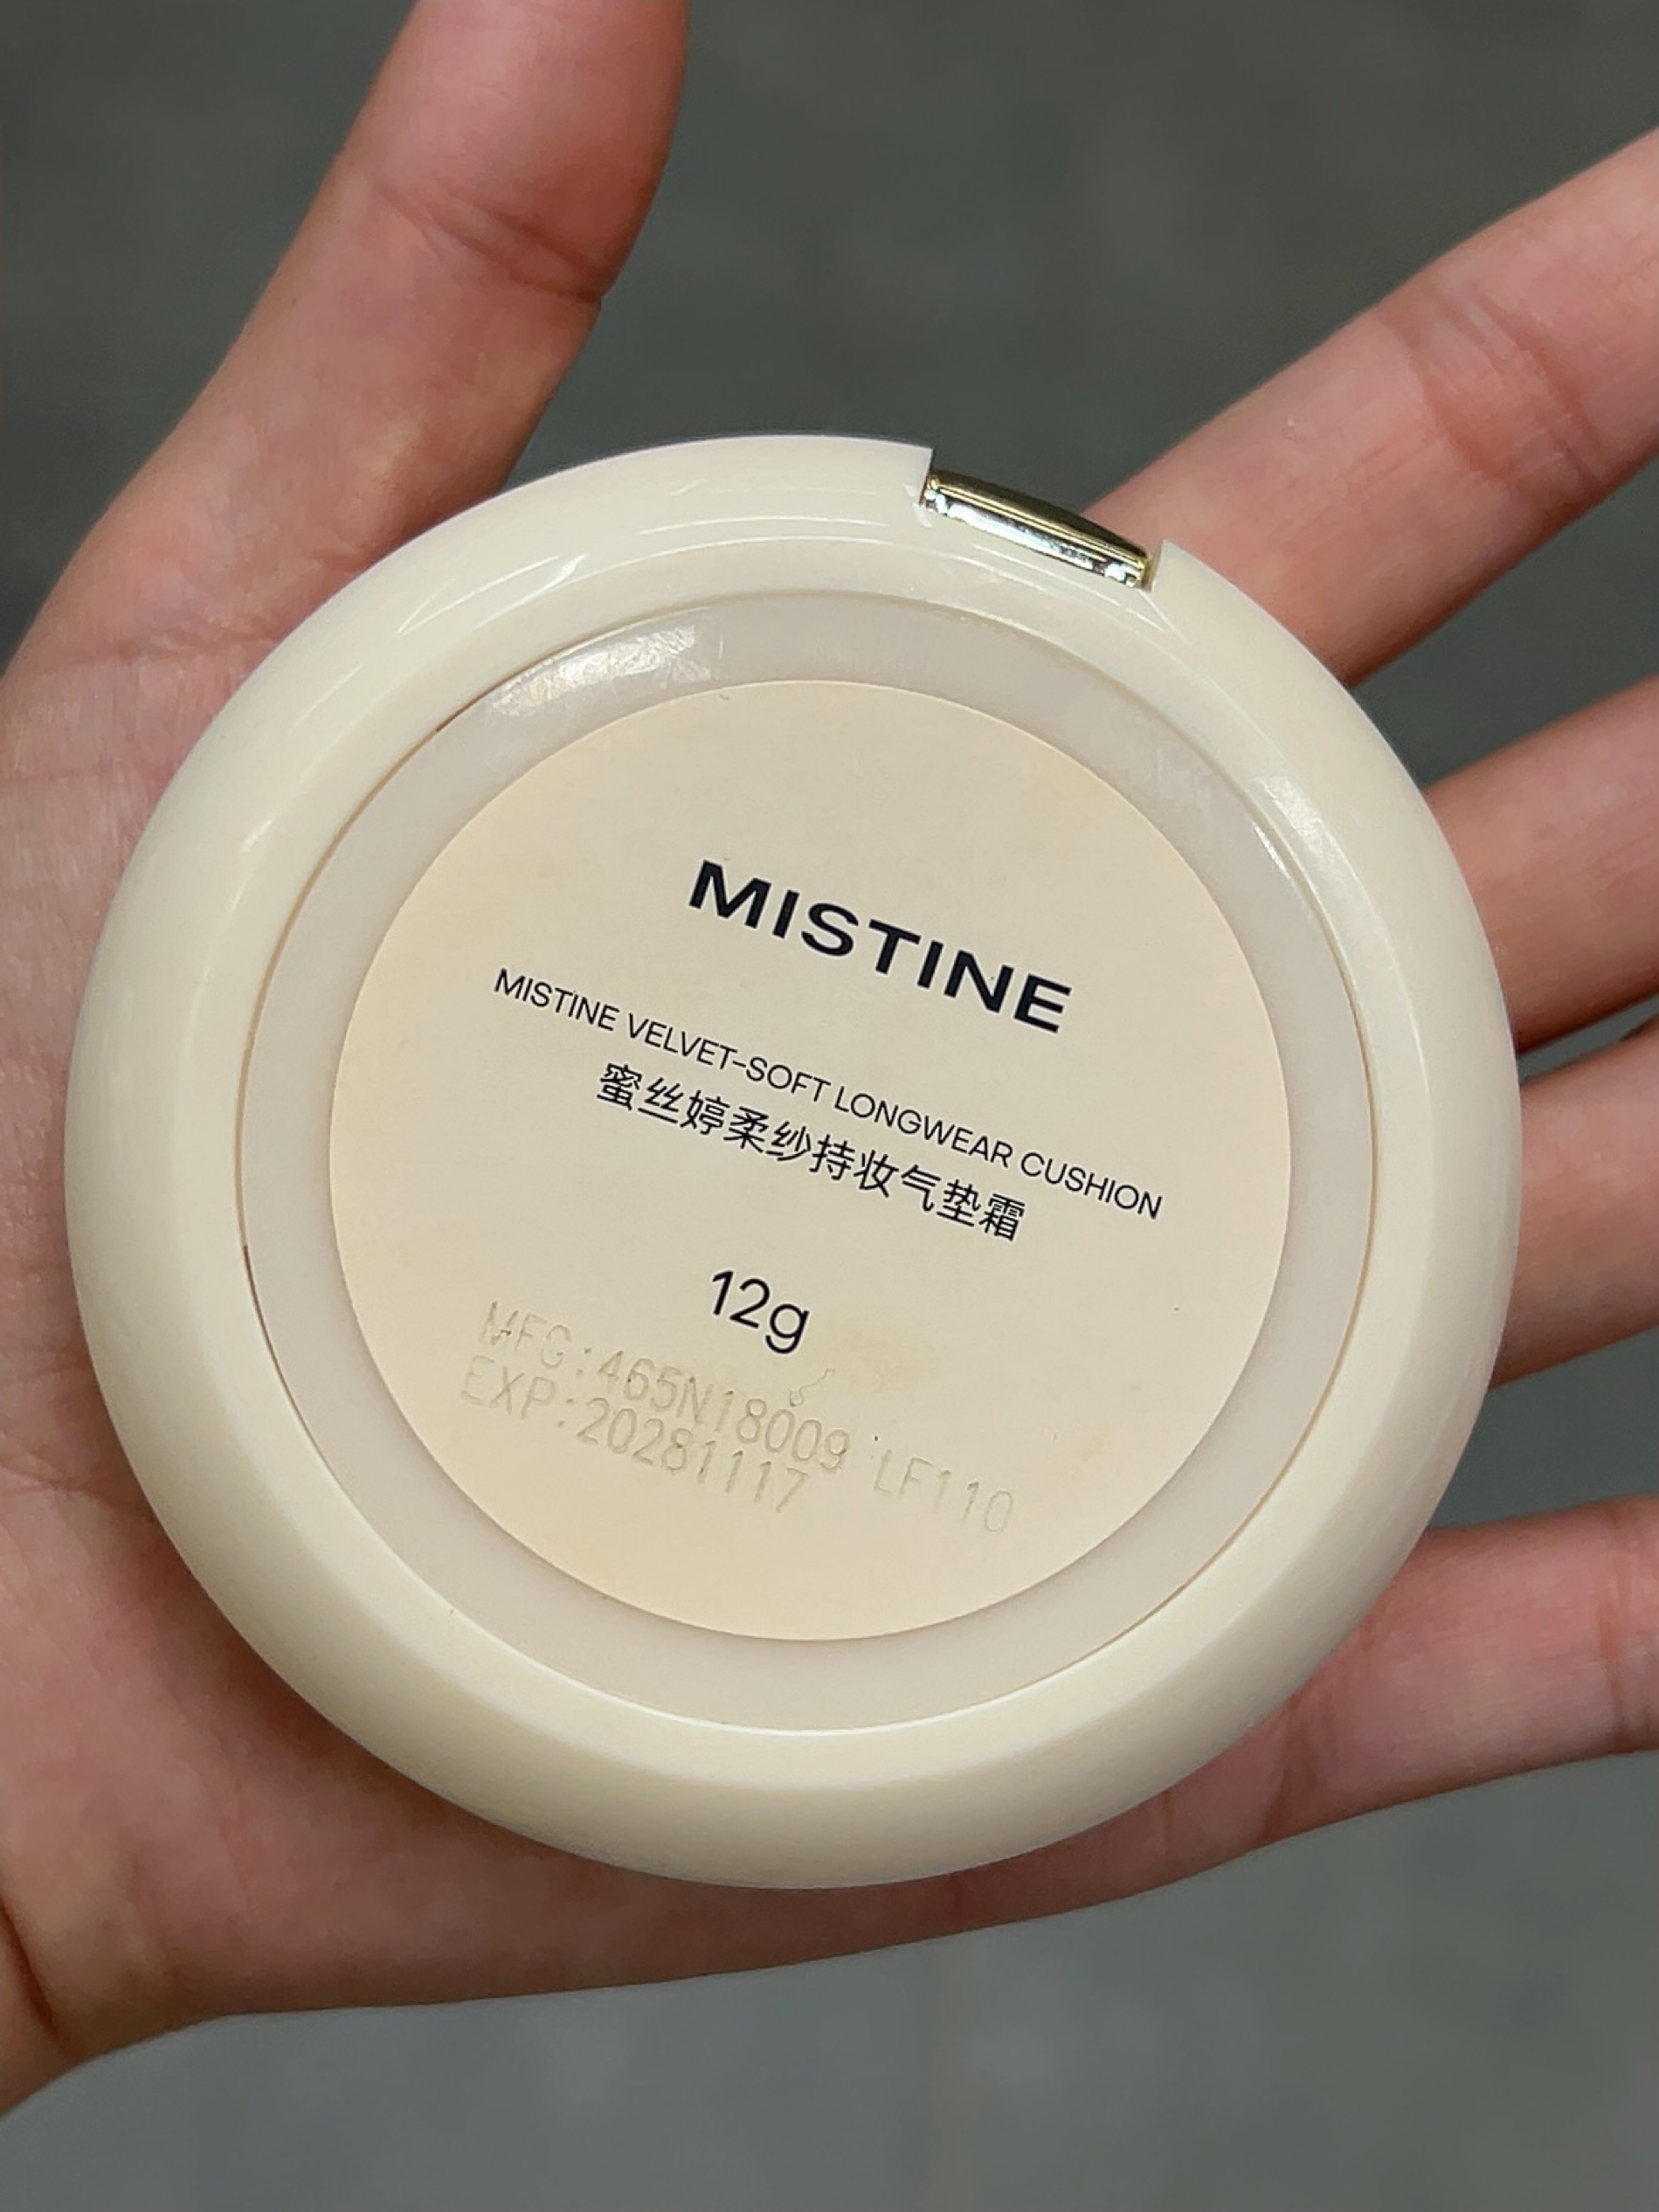 MISTINE
MISTINE VELVET-SOFT LONGWEAR CUSHION
蜜丝婷柔纱持妆气垫霜
12g
MFG:465N18009 LF110
EXP:20281117